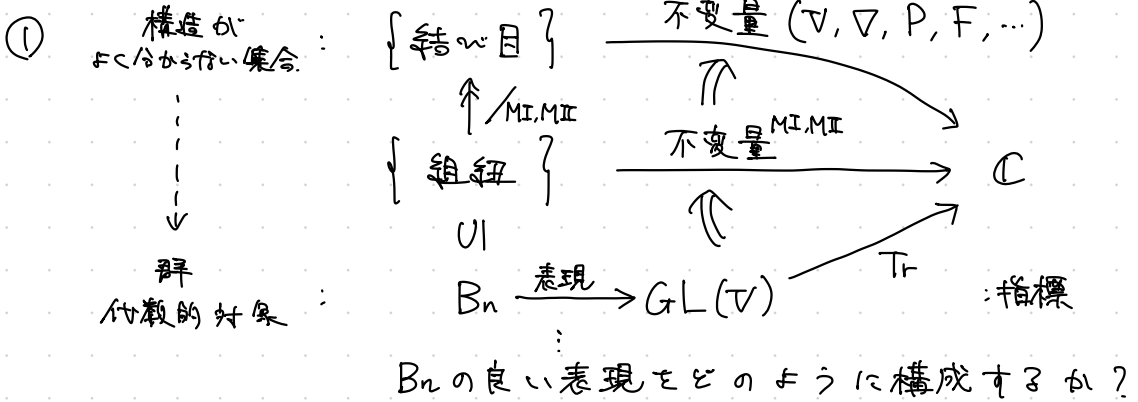 ① 構造が
よく分からない集合 :
{結び目} 不変量 (V, ∇, P, F, …)
/MI, MII
{組紐} 不変量 MI, MII ℂ
∪|
群
代数的対象 :
Bn 表現 GL(V) Tr :指標
⋮
Bnの良い表現をどのように構成するか?